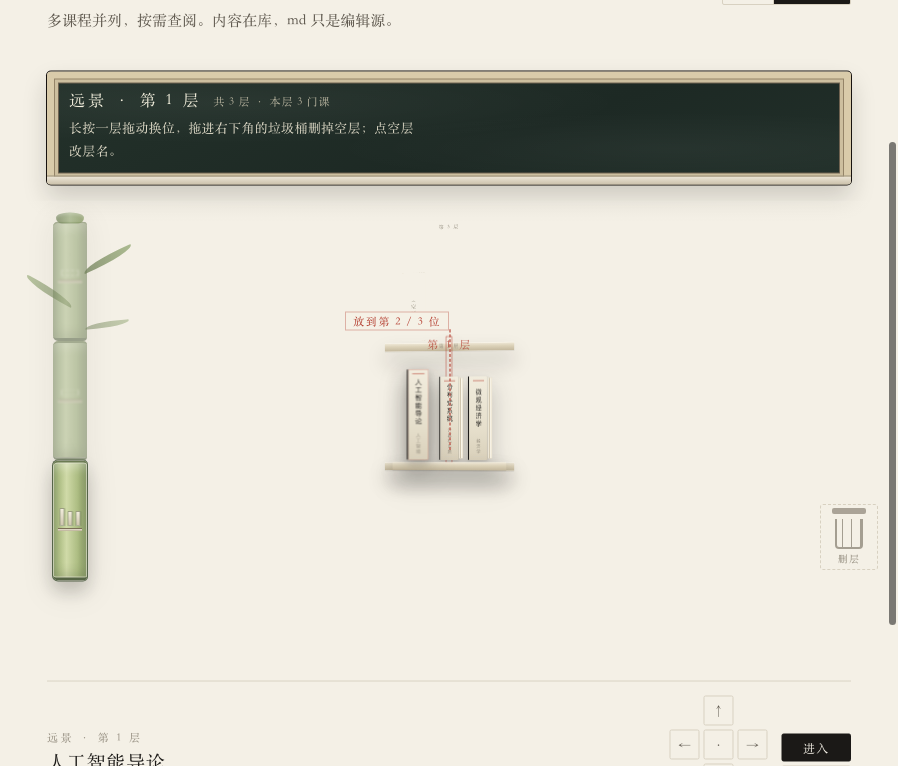 多课程并列，按需查阅。内容在库，md 只是编辑源。
远景 · 第 1 层 共 3 层 · 本层 3 门课
长按一层拖动换位，拖进右下角的垃圾桶删掉空层；点空层
改层名。
放到第 2 / 3 位
人工智能导论
微观经济学
删层
远景 · 第 1 层
人工智能导论
↑
← · →
进入